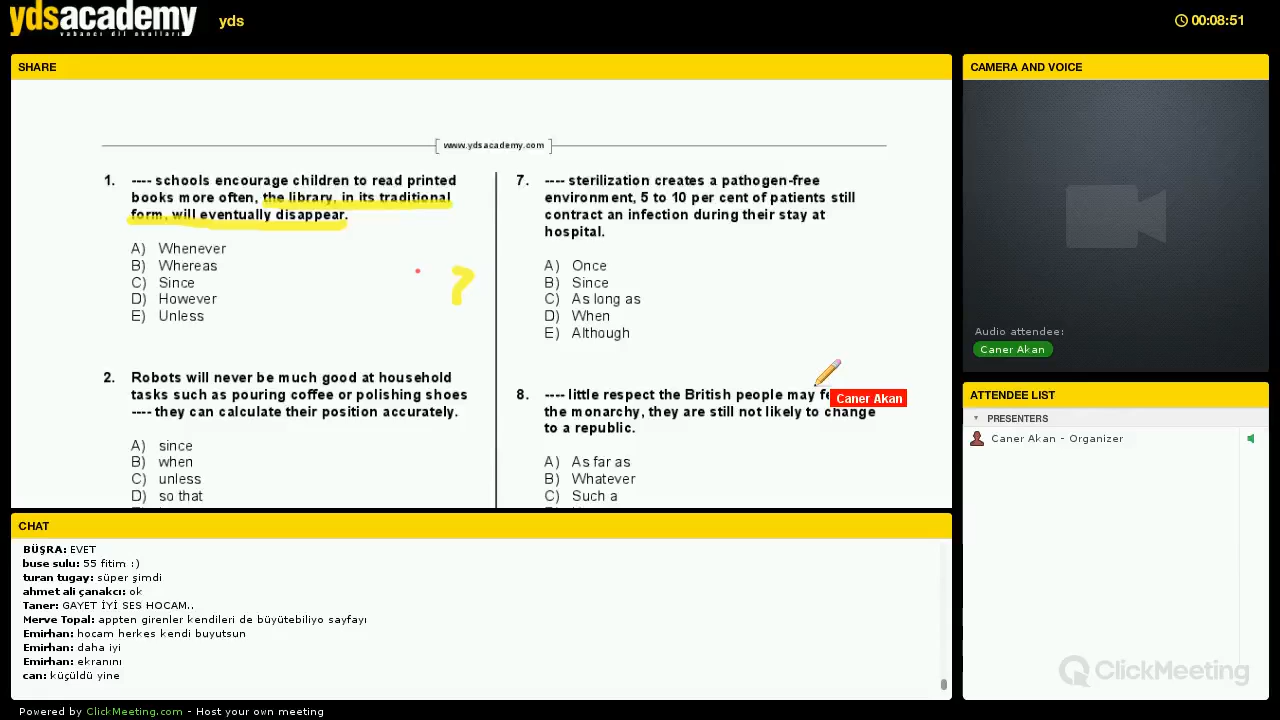 ydsacademy
yabancı dil okulları
yds
00:08:51
SHARE
www.ydsacademy.com
1. ---- schools encourage children to read printed
books more often, the library, in its traditional
form, will eventually disappear.
A) Whenever
B) Whereas
C) Since
D) However
E) Unless
?
2. Robots will never be much good at household
tasks such as pouring coffee or polishing shoes
---- they can calculate their position accurately.
A) since
B) when
C) unless
D) so that
7. ---- sterilization creates a pathogen-free
environment, 5 to 10 per cent of patients still
contract an infection during their stay at
hospital.
A) Once
B) Since
C) As long as
D) When
E) Although
8. ---- little respect the British people may
Caner Akan
the monarchy, they are still not likely to change
to a republic.
A) As far as
B) Whatever
C) Such a
CAMERA AND VOICE
Audio attendee:
Caner Akan
ATTENDEE LIST
PRESENTERS
Caner Akan - Organizer
CHAT
BÜŞRA: EVET
buse sulu: 55 fitim :)
turan tugay: süper şimdi
ahmet ali çanakcı: ok
Taner: GAYET İYİ SES HOCAM..
Merve Topal: appten girenler kendileri de büyütebiliyo sayfayı
Emirhan: hocam herkes kendi buyutsun
Emirhan: daha iyi
Emirhan: ekranını
can: küçüldü yine
ClickMeeting
Powered by ClickMeeting.com - Host your own meeting